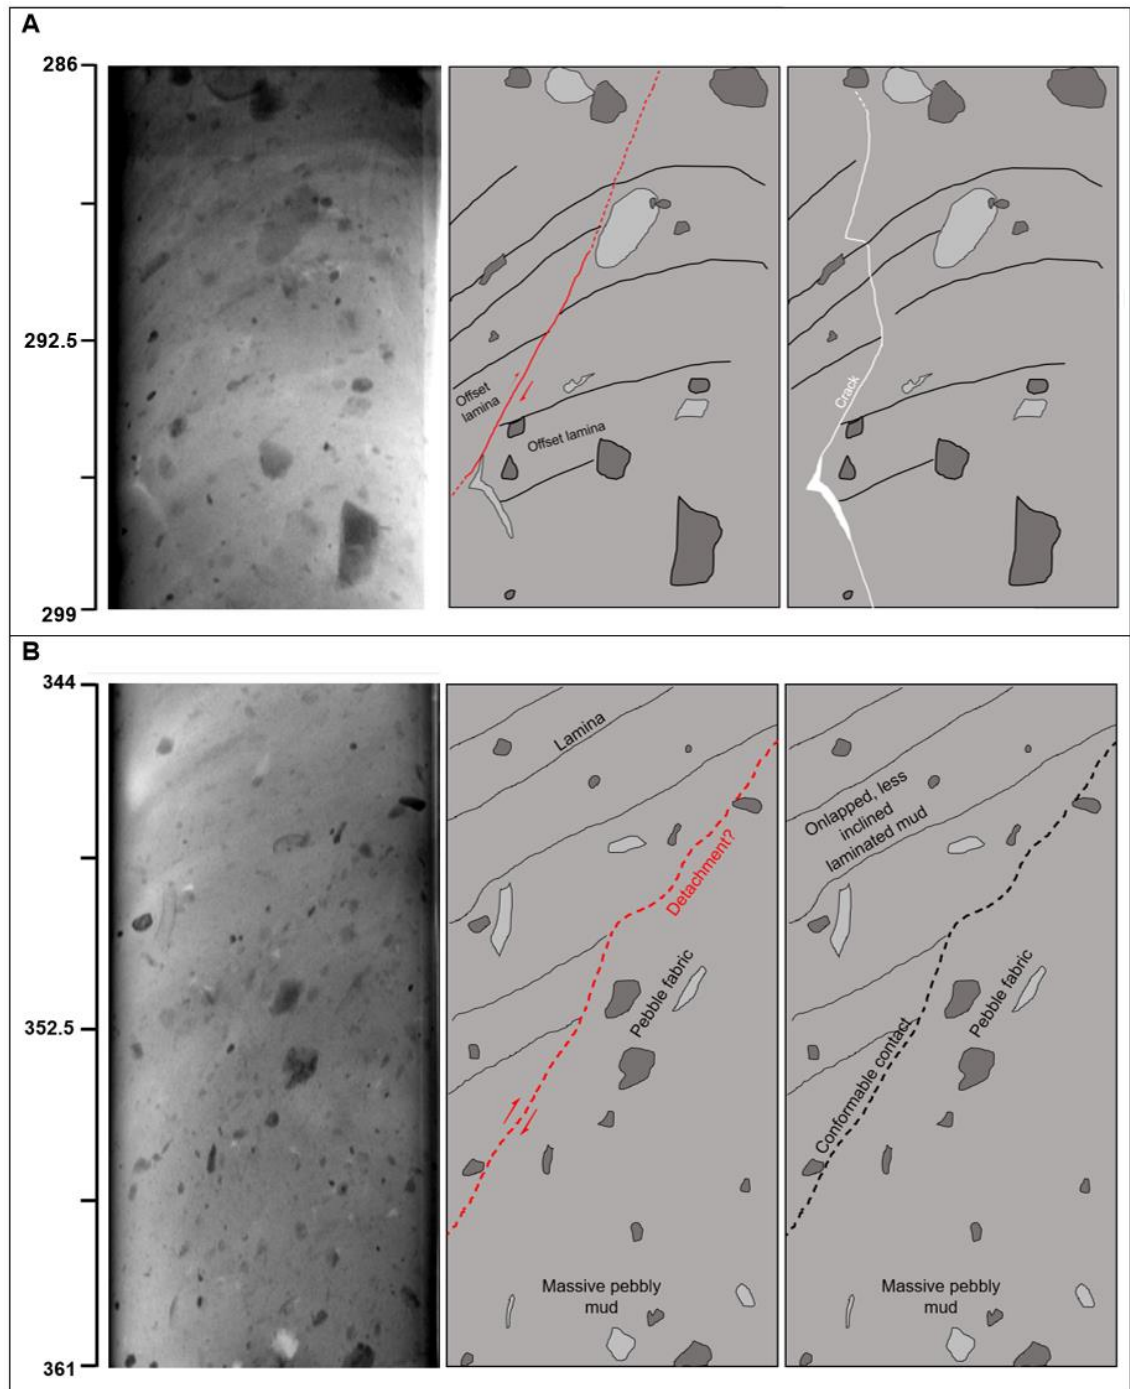 A
286
292.5
299
Offset
lamina
Offset lamina
Crack
B
344
352.5
361
Lamina
Detachment?
Pebble fabric
Massive pebbly
mud
Onlapped, less
inclined
laminated mud
Pebble fabric
Conformable contact
Massive pebbly
mud